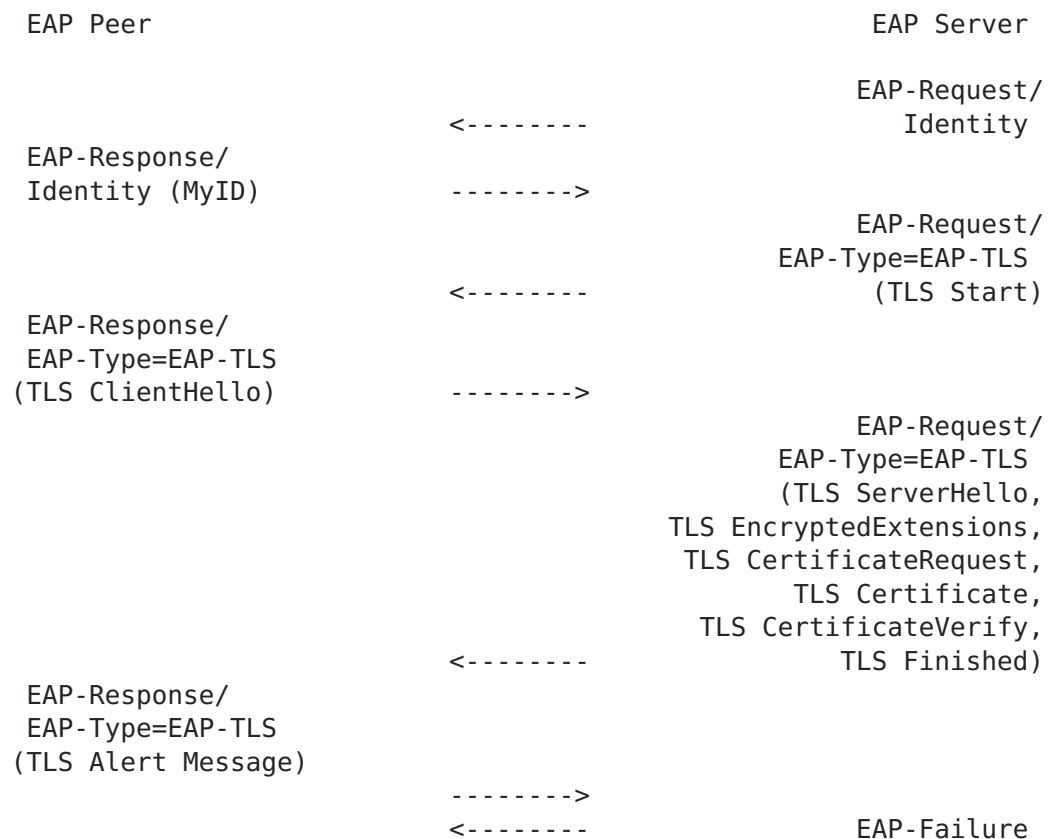 EAP Peer EAP Server
EAP-Request/
<-------- Identity
EAP-Response/
Identity (MyID) -------->
EAP-Request/
EAP-Type=EAP-TLS
<-------- (TLS Start)
EAP-Response/
EAP-Type=EAP-TLS
(TLS ClientHello) -------->
EAP-Request/
EAP-Type=EAP-TLS
(TLS ServerHello,
TLS EncryptedExtensions,
TLS CertificateRequest,
TLS Certificate,
TLS CertificateVerify,
<-------- TLS Finished)
EAP-Response/
EAP-Type=EAP-TLS
(TLS Alert Message)
-------->
<-------- EAP-Failure